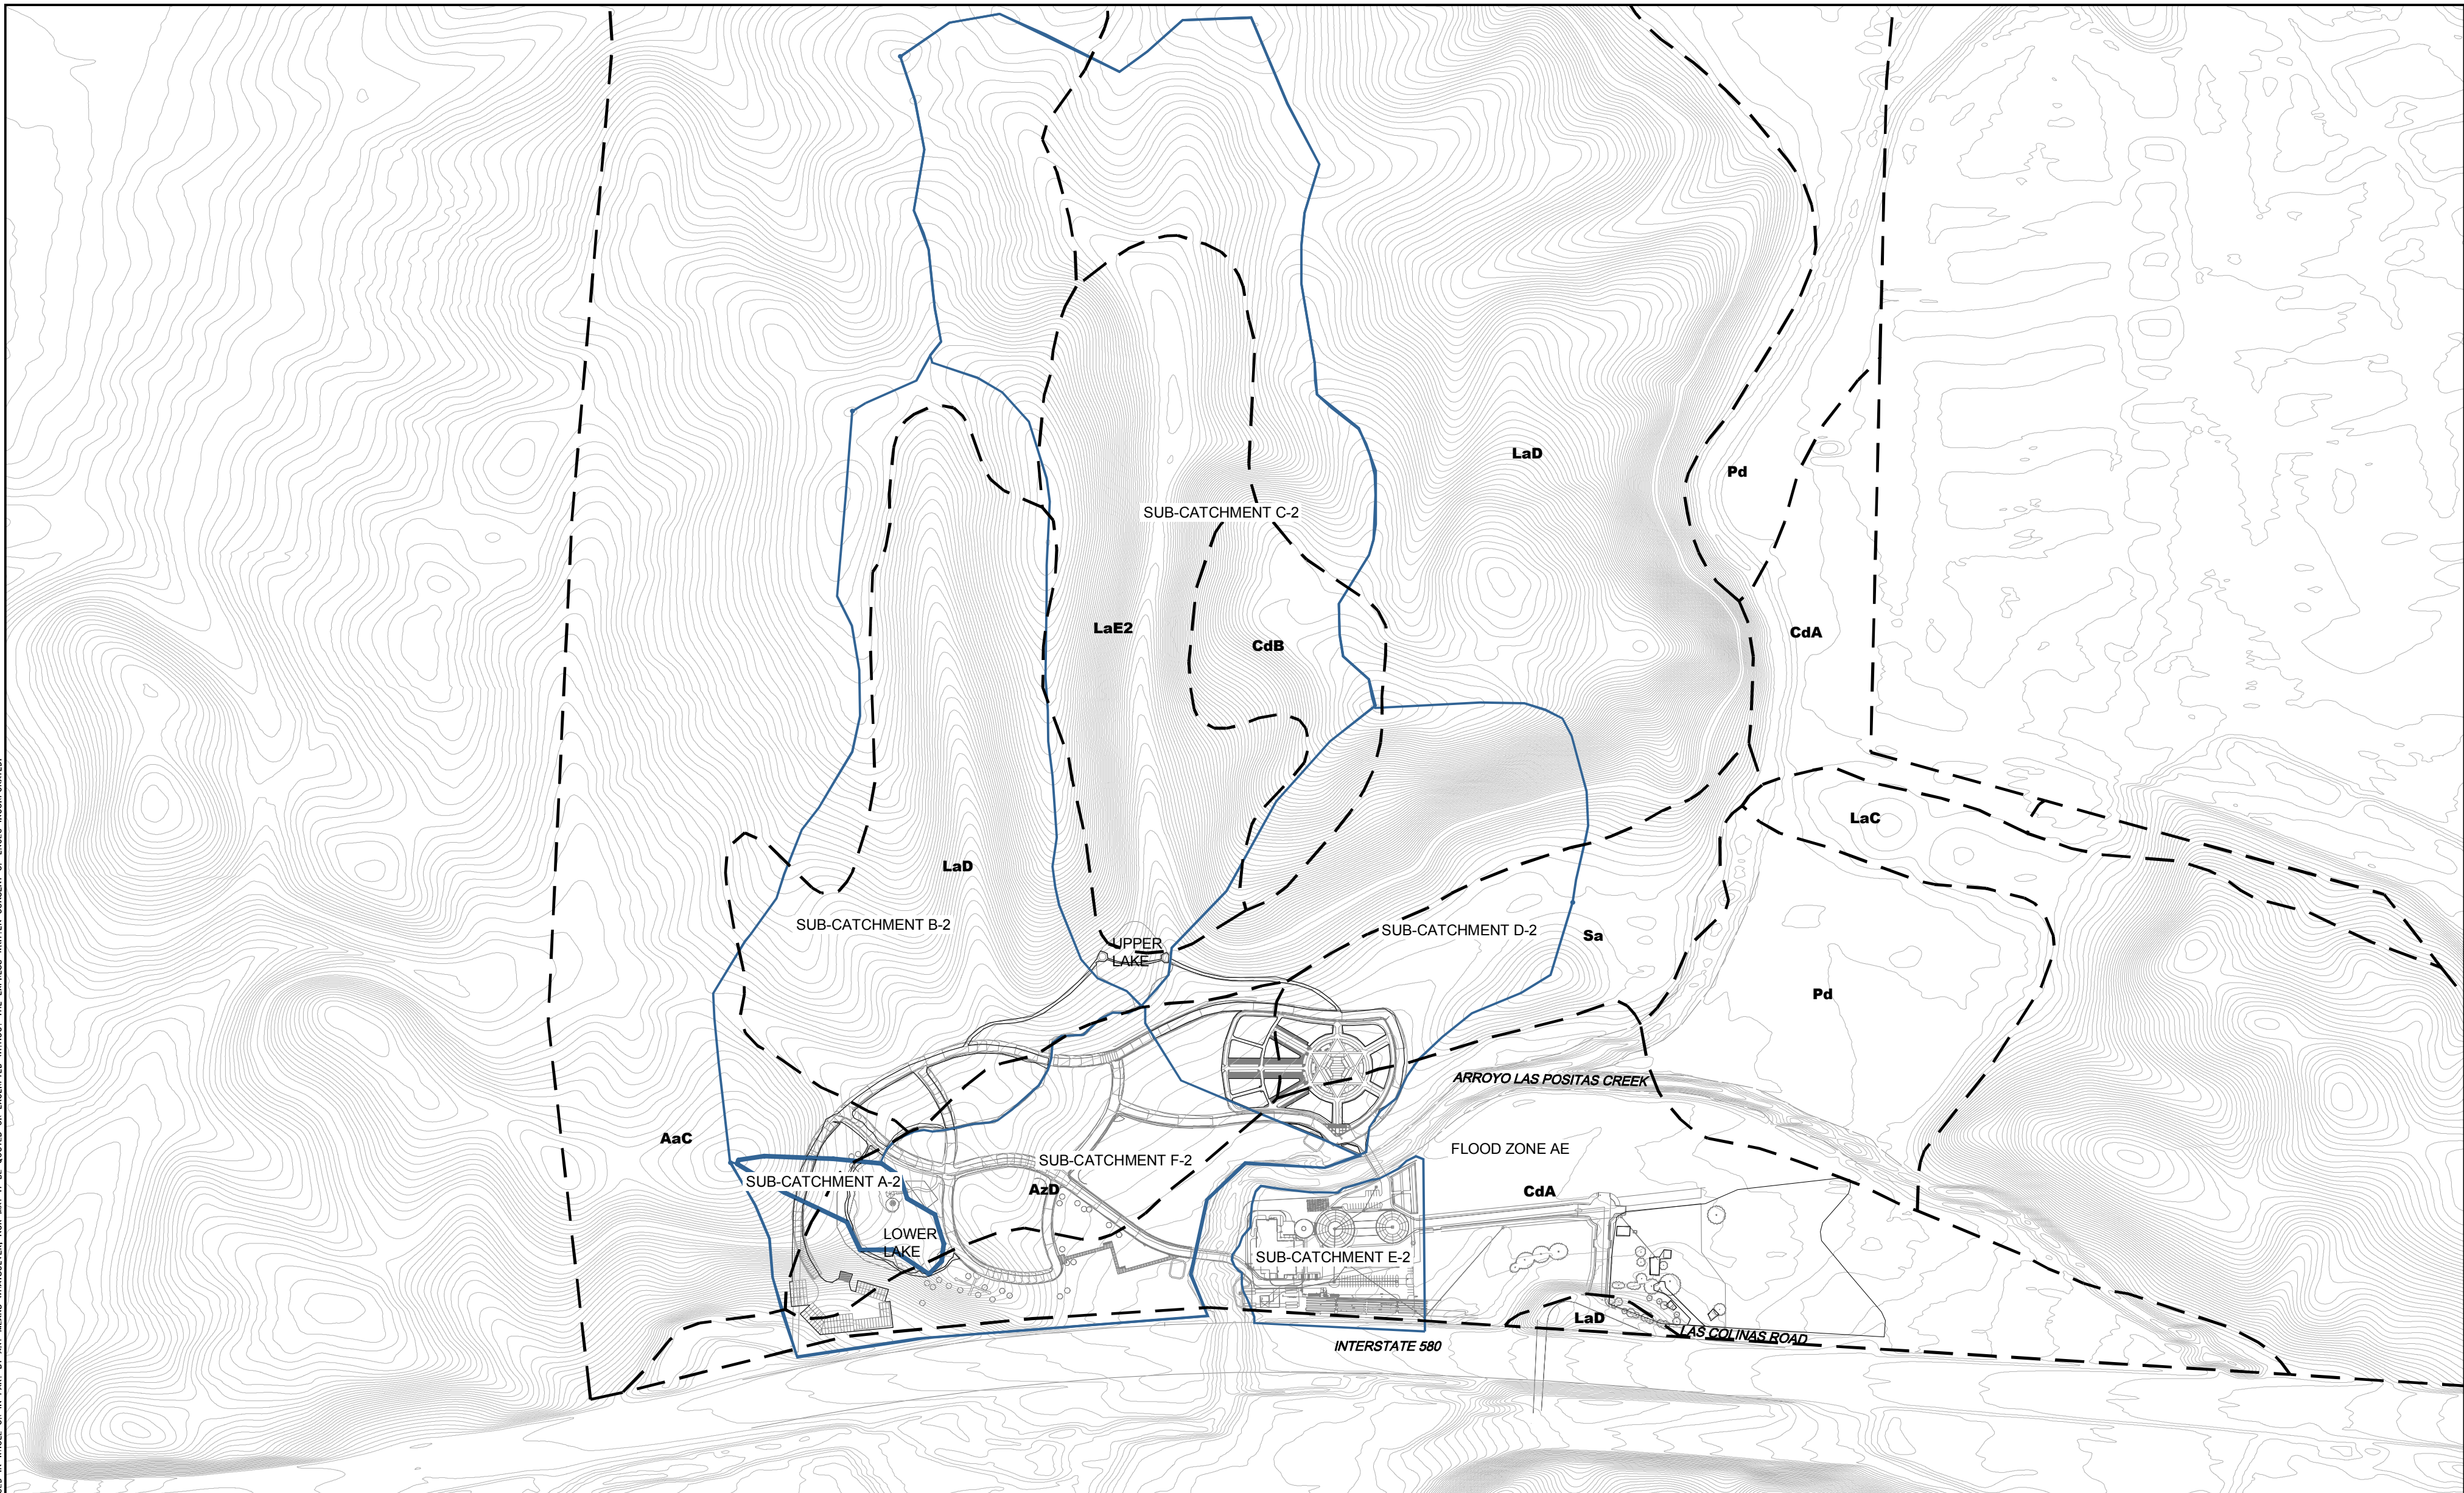 LaD
Pd
SUB-CATCHMENT C-2
LaE2
CdB
CdA
LaC
LaD
SUB-CATCHMENT B-2
SUB-CATCHMENT D-2
Sa
UPPER
LAKE
Pd
ARROYO LAS POSITAS CREEK
AaC
FLOOD ZONE AE
SUB-CATCHMENT F-2
SUB-CATCHMENT A-2
AzD
CdA
LOWER
LAKE
SUB-CATCHMENT E-2
LaD
LAS COLINAS ROAD
INTERSTATE 580